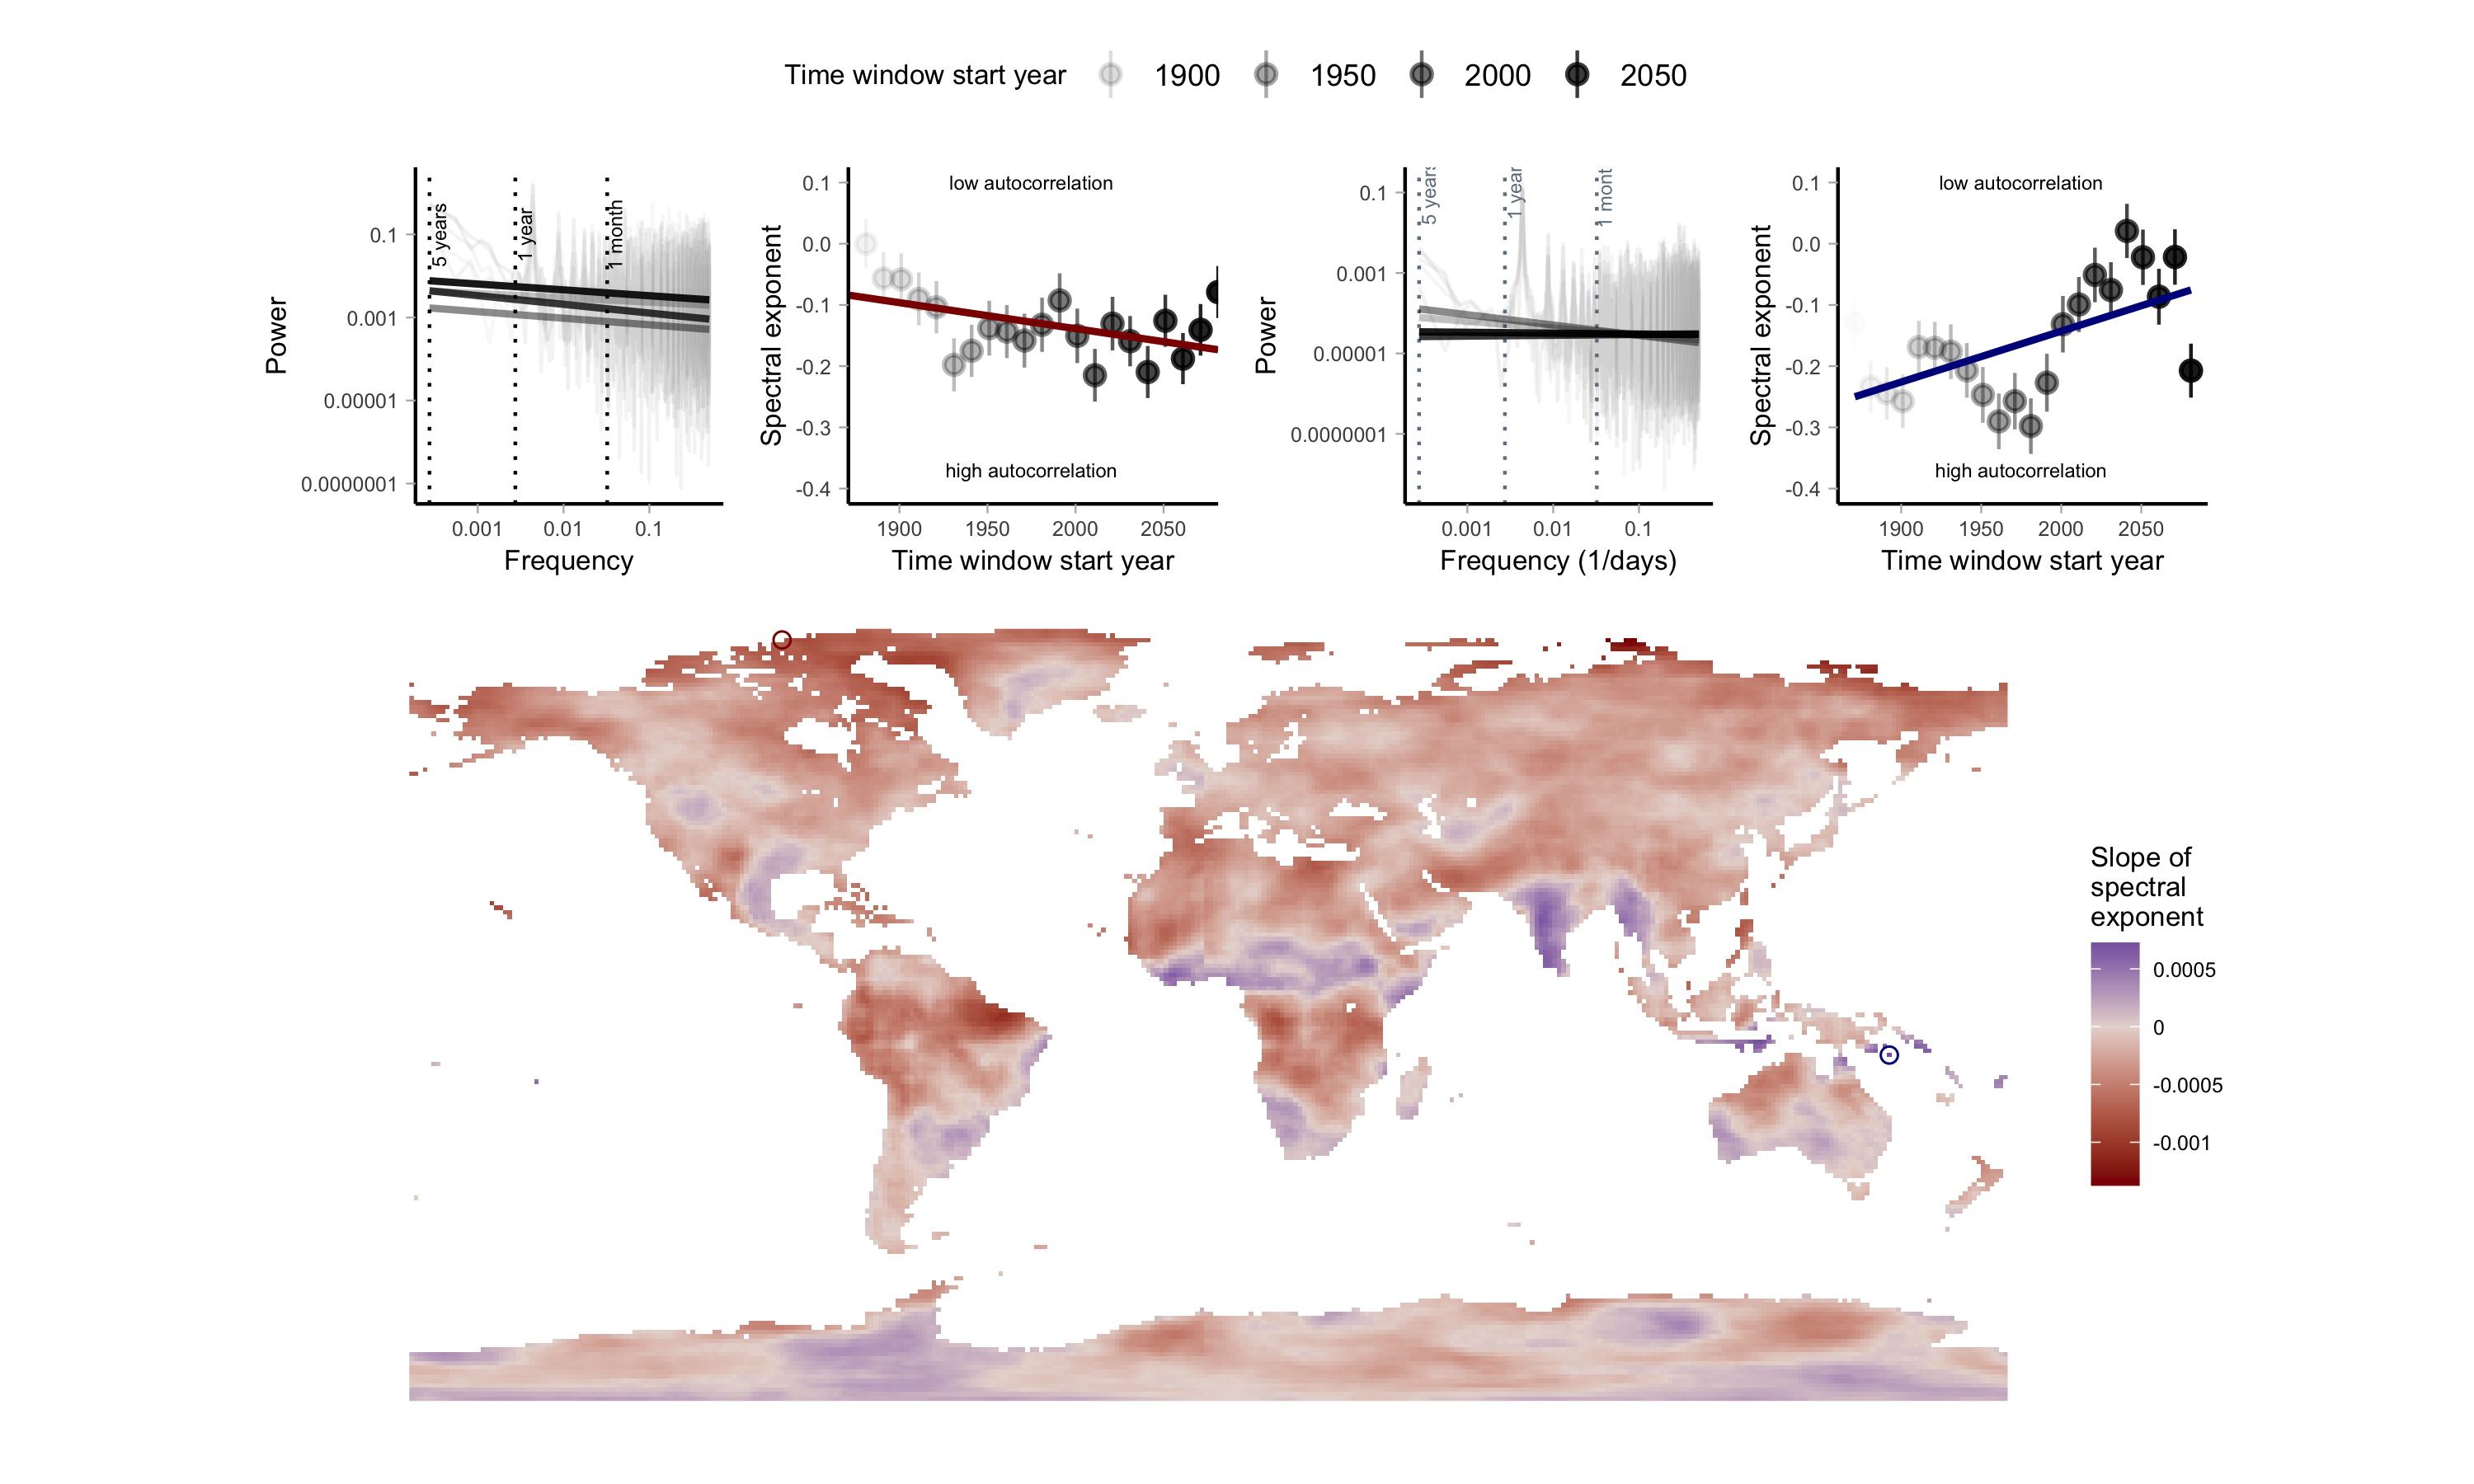 Time window start year 1900 1950 2000 2050
Power
0.1
0.001
0.00001
0.0000001
5 years
1 year
1 month
0.001 0.01 0.1
Frequency
Spectral exponent
0.1
0.0
-0.1
-0.2
-0.3
-0.4
low autocorrelation
high autocorrelation
1900 1950 2000 2050
Time window start year
Power
0.1
0.001
0.00001
0.0000001
5 years
1 year
1 mont
0.001 0.01 0.1
Frequency (1/days)
Spectral exponent
0.1
0.0
-0.1
-0.2
-0.3
-0.4
low autocorrelation
high autocorrelation
1900 1950 2000 2050
Time window start year
Slope of
spectral
exponent
0.0005
0
-0.0005
-0.001